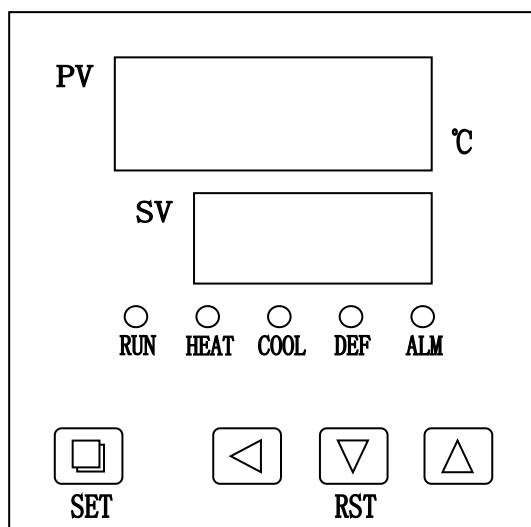 PV
℃
SV
RUN HEAT COOL DEF ALM
SET RST